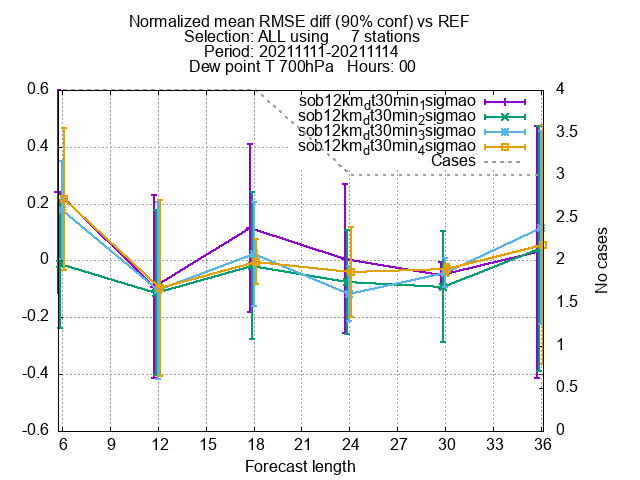 Normalized mean RMSE diff (90% conf) vs REF
Selection: ALL using 7 stations
Period: 20211111-20211114
Dew point T 700hPa Hours: 00
sob12km_dt30min_1sigmao
sob12km_dt30min_2sigmao
sob12km_dt30min_3sigmao
sob12km_dt30min_4sigmao
Cases
0.6
0.4
0.2
0
-0.2
-0.4
-0.6
4
3.5
3
2.5
2
1.5
1
0.5
0
No cases
6 9 12 15 18 21 24 27 30 33 36
Forecast length